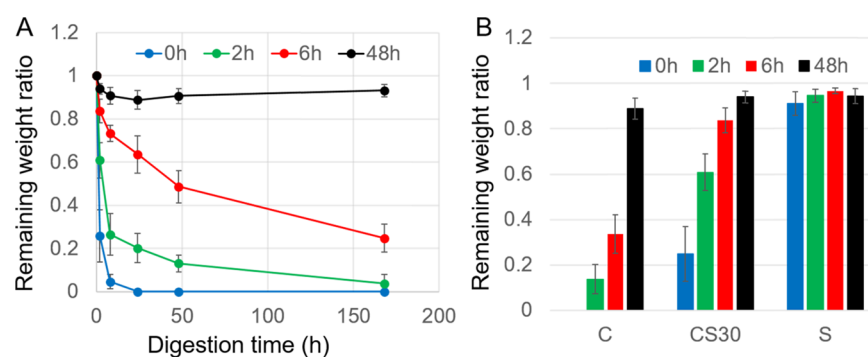 A
Remaining weight ratio
1.2
1
0.8
0.6
0.4
0.2
0
0h 2h 6h 48h
0 50 100 150 200
Digestion time (h)
B
Remaining weight ratio
1.2
1
0.8
0.6
0.4
0.2
0
0h 2h 6h 48h
C CS30 S